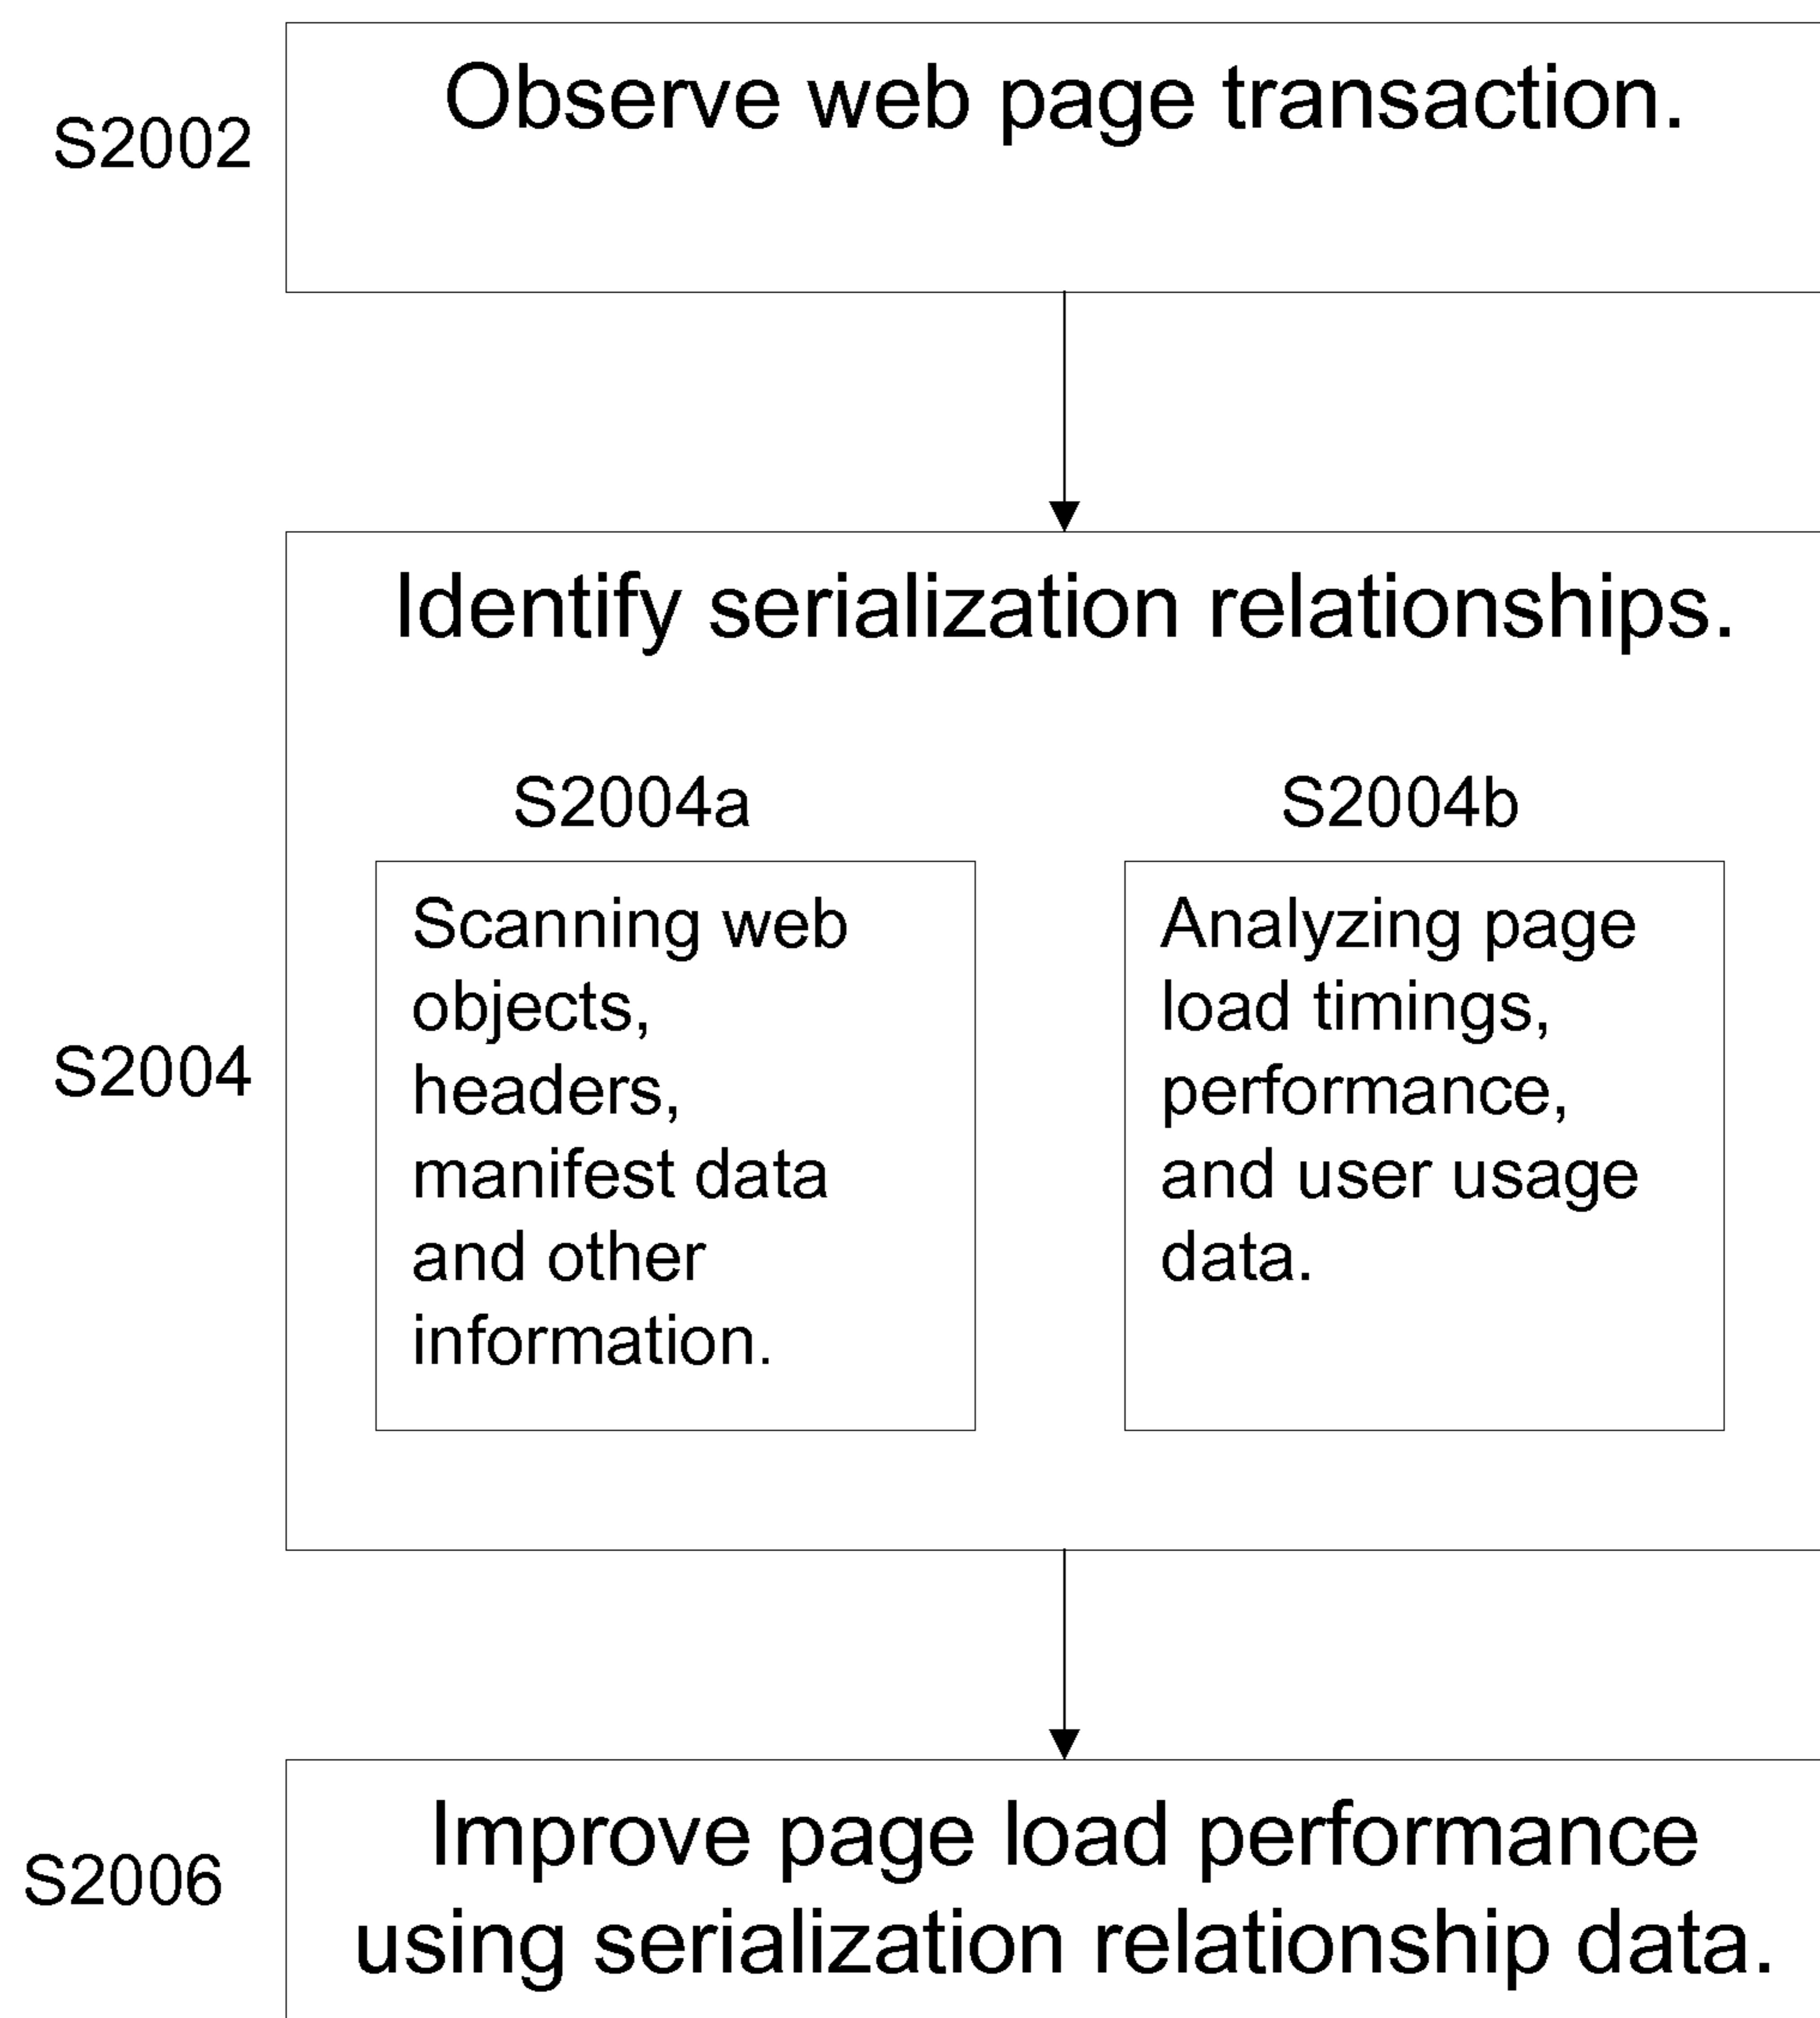 S2002
Observe web page transaction.
S2004
Identify serialization relationships.
S2004a
Scanning web
objects,
headers,
manifest data
and other
information.
S2004b
Analyzing page
load timings,
performance,
and user usage
data.
S2006
Improve page load performance
using serialization relationship data.